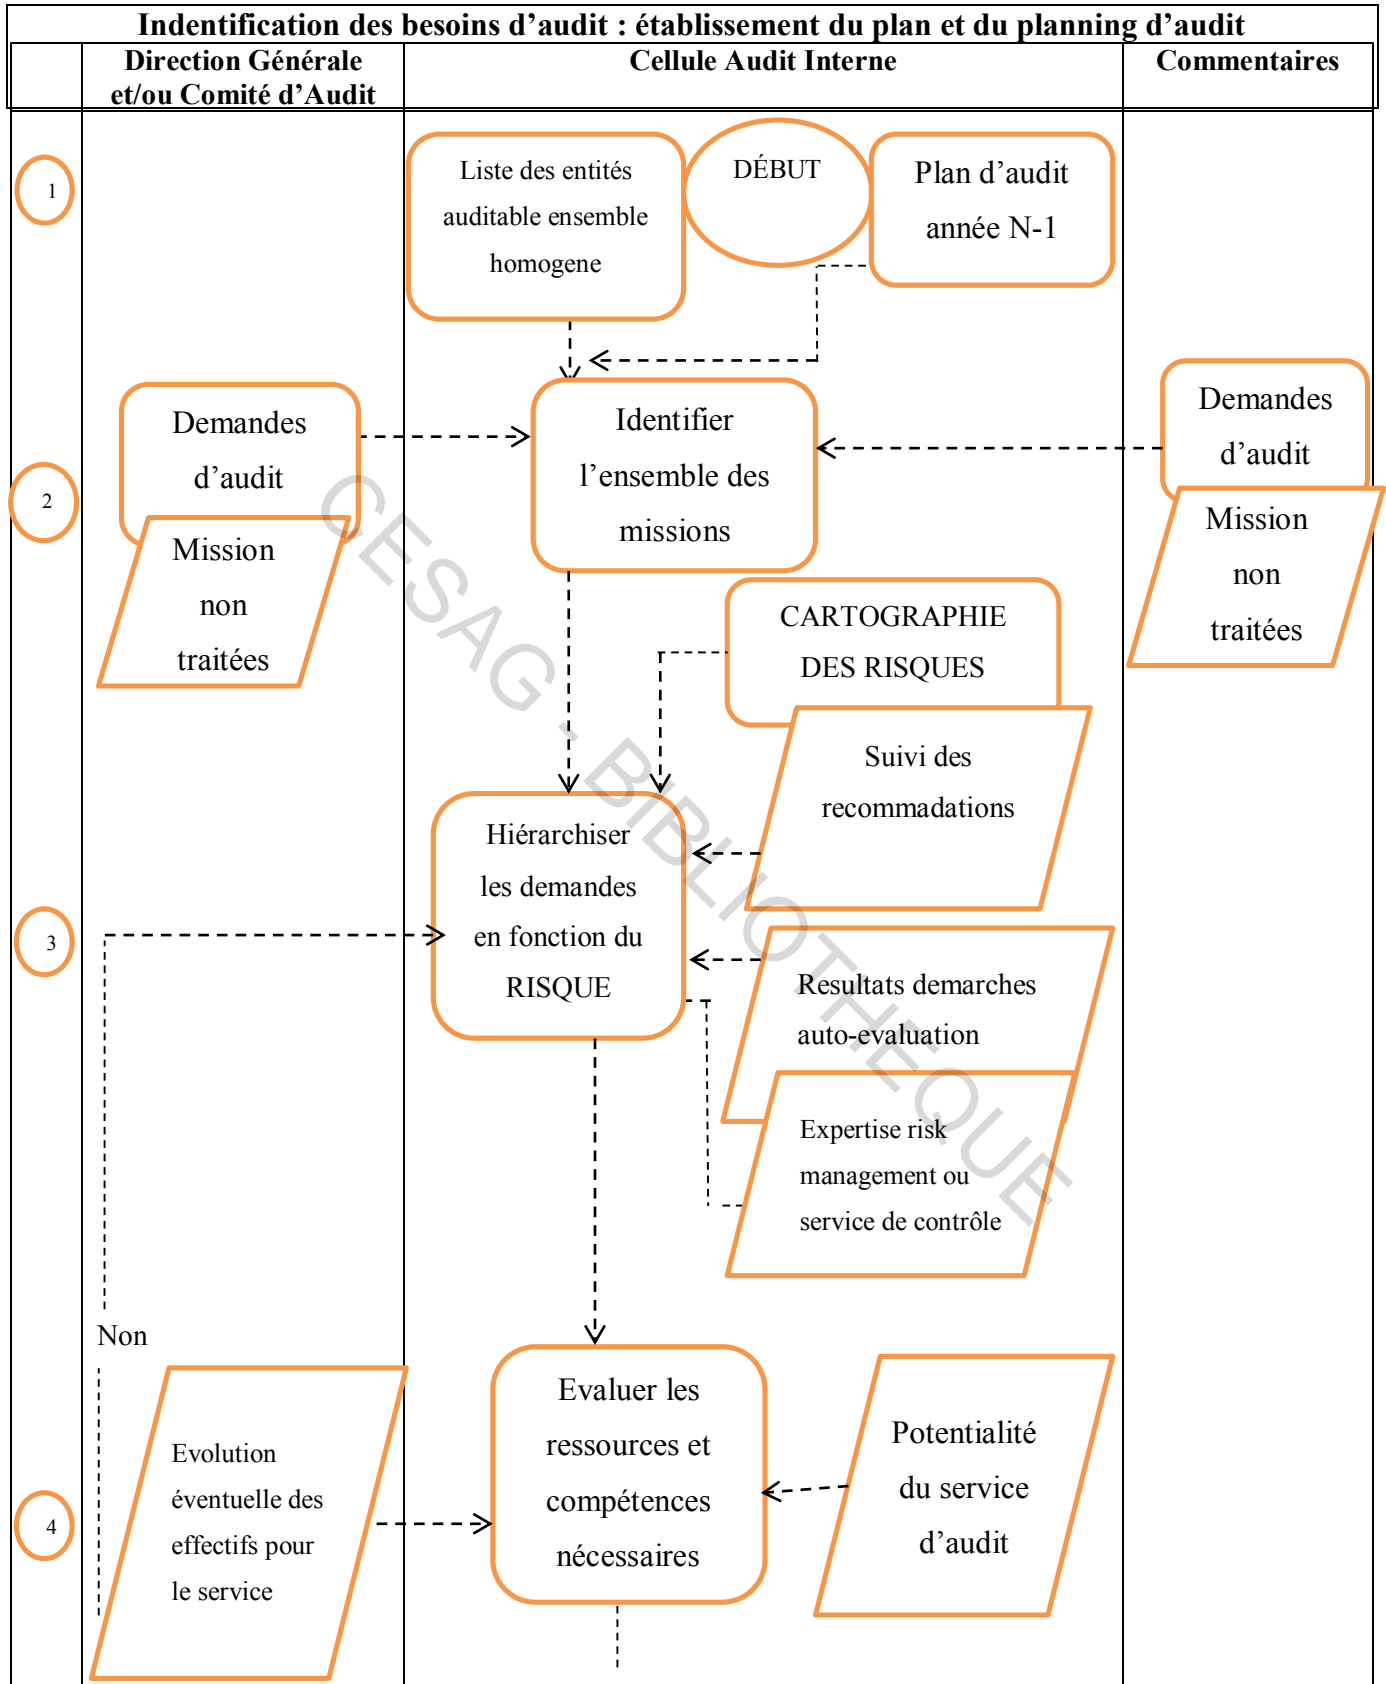 Indentification des besoins d’audit : établissement du plan et du planning d’audit
Direction Générale
et/ou Comité d’Audit
Cellule Audit Interne
Commentaires
1
Liste des entités
auditable ensemble
homogene
DÉBUT
Plan d’audit
année N-1
2
Demandes
d’audit
Mission
non
traitées
Identifier
l’ensemble des
missions
Demandes
d’audit
Mission
non
traitées
CARTOGRAPHIE
DES RISQUES
Suivi des
recommadations
3
Hiérarchiser
les demandes
en fonction du
RISQUE
Resultats demarches
auto-evaluation
Expertise risk
management ou
service de contrôle
Non
4
Evolution
éventuelle des
effectifs pour
le service
Evaluer les
ressources et
compétences
nécessaires
Potentialité
du service
d’audit
CESAG - BIBLIOTHEQUE